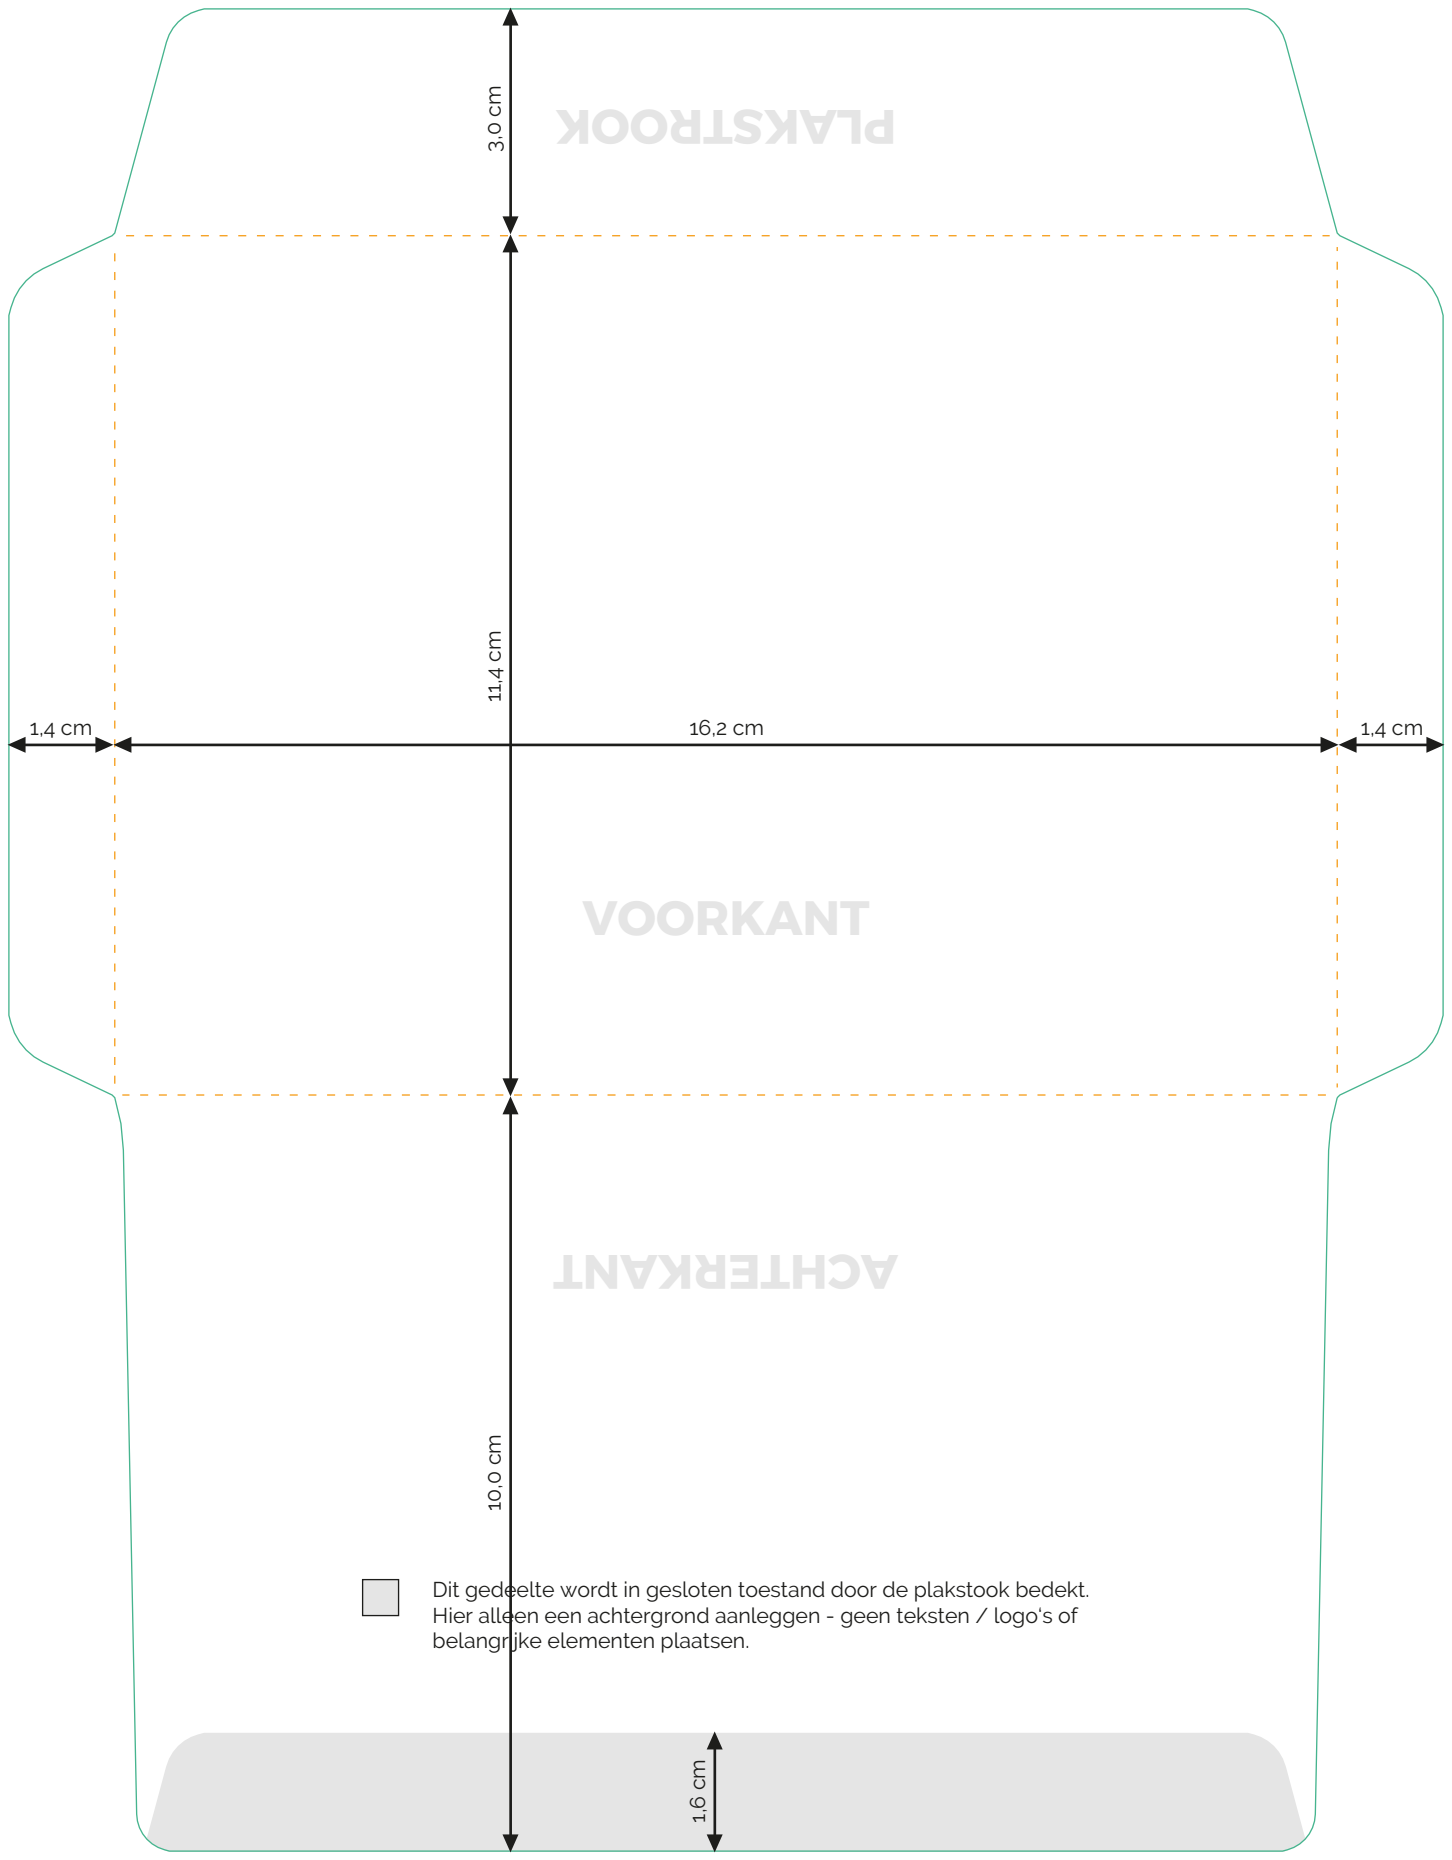 3,0 cm
PLAKSTROOK
11,4 cm
1,4 cm
16,2 cm
1,4 cm
VOORKANT
ACHTERKANT
10,0 cm
Dit gedeelte wordt in gesloten toestand door de plakstook bedekt.
Hier alleen een achtergrond aanleggen - geen teksten / logo‘s of
belangrijke elementen plaatsen.
1,6 cm